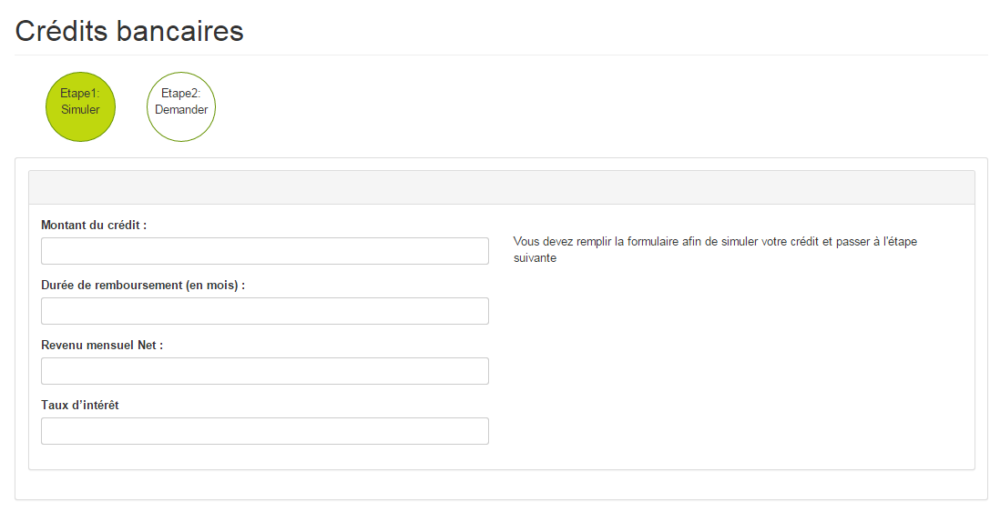 Crédits bancaires
Etape1:
Simuler
Etape2:
Demander
Montant du crédit :
Vous devez remplir la formulaire afin de simuler votre crédit et passer à l'étape
suivante
Durée de remboursement (en mois) :
Revenu mensuel Net :
Taux d’intérêt